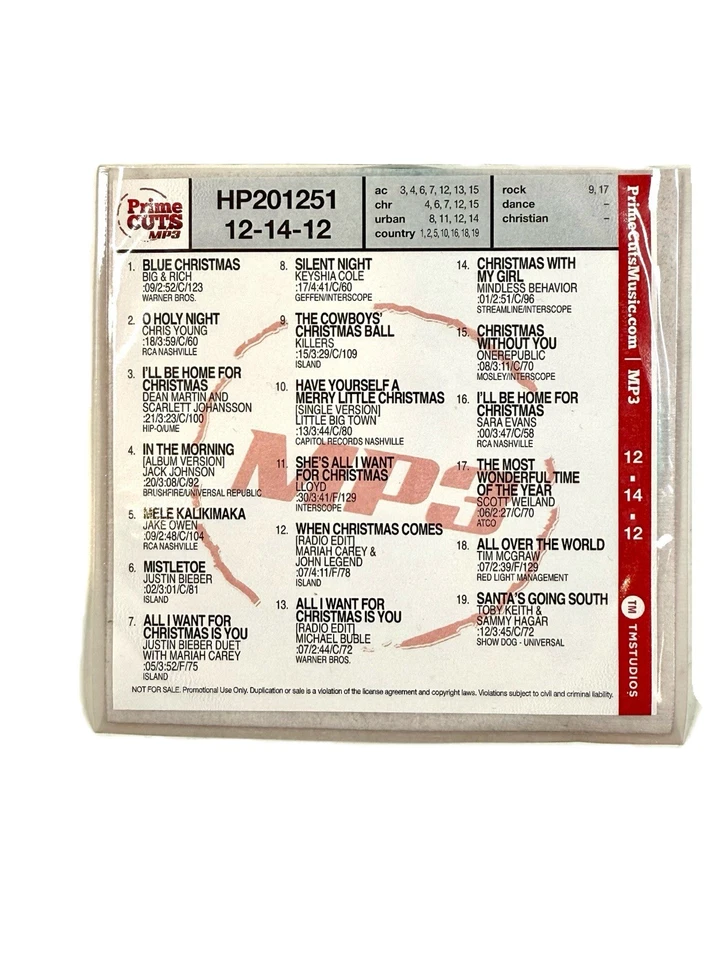 Prime
CUTS
MP3
HP201251
12-14-12
ac 3, 4, 6, 7, 12, 13, 15
chr 4, 6, 7, 12, 15
urban 8, 11, 12, 14
country 1, 2, 5, 10, 16, 18, 19
rock 9, 17
dance –
christian –
1. BLUE CHRISTMAS
BIG & RICH
:09/2:52/C/123
WARNER BROS.
2. O HOLY NIGHT
CHRIS YOUNG
:18/3:59/C/60
RCA NASHVILLE
3. I'LL BE HOME FOR
CHRISTMAS
DEAN MARTIN AND
SCARLETT JOHANSSON
:21/3:23/C/100
HIP-O/UME
4. IN THE MORNING
[ALBUM VERSION]
JACK JOHNSON
:20/3:08/C/92
BRUSHFIRE/UNIVERSAL REPUBLIC
5. MELE KALIKIMAKA
JAKE OWEN
:09/2:48/C/104
RCA NASHVILLE
6. MISTLETOE
JUSTIN BIEBER
:02/3:01/C/81
ISLAND
7. ALL I WANT FOR
CHRISTMAS IS YOU
JUSTIN BIEBER DUET
WITH MARIAH CAREY
:05/3:52/F/75
ISLAND
8. SILENT NIGHT
KEYSHIA COLE
:17/4:41/C/60
GEFFEN/INTERSCOPE
9. THE COWBOYS'
CHRISTMAS BALL
KILLERS
:15/3:29/C/109
ISLAND
10. HAVE YOURSELF A
MERRY LITTLE CHRISTMAS
[SINGLE VERSION]
LITTLE BIG TOWN
:13/3:44/C/80
CAPITOL RECORDS NASHVILLE
11. SHE'S ALL I WANT
FOR CHRISTMAS
LLOYD
:30/3:41/F/129
INTERSCOPE
12. WHEN CHRISTMAS COMES
[RADIO EDIT]
MARIAH CAREY &
JOHN LEGEND
:07/4:11/F/78
ISLAND
13. ALL I WANT FOR
CHRISTMAS IS YOU
[RADIO EDIT]
MICHAEL BUBLE
:07/2:44/C/72
WARNER BROS.
14. CHRISTMAS WITH
MY GIRL
MINDLESS BEHAVIOR
:01/2:51/C/96
STREAMLINE/INTERSCOPE
15. CHRISTMAS
WITHOUT YOU
ONEREPUBLIC
:08/3:11/C/70
MOSLEY/INTERSCOPE
16. I'LL BE HOME FOR
CHRISTMAS
SARA EVANS
:00/3:47/C/58
RCA NASHVILLE
17. THE MOST
WONDERFUL TIME
OF THE YEAR
SCOTT WEILAND
:06/2:27/C/70
ATCO
18. ALL OVER THE WORLD
TIM MCGRAW
:07/2:39/F/129
RED LIGHT MANAGEMENT
19. SANTA'S GOING SOUTH
TOBY KEITH &
SAMMY HAGAR
:12/3:45/C/72
SHOW DOG - UNIVERSAL
MP3
NOT FOR SALE. Promotional Use Only. Duplication or sale is a violation of the license agreement and copyright laws. Violations subject to civil and criminal liability.
PrimeCutsMusic.com | MP3
12 - 14 - 12
TM TMSTUDIOS